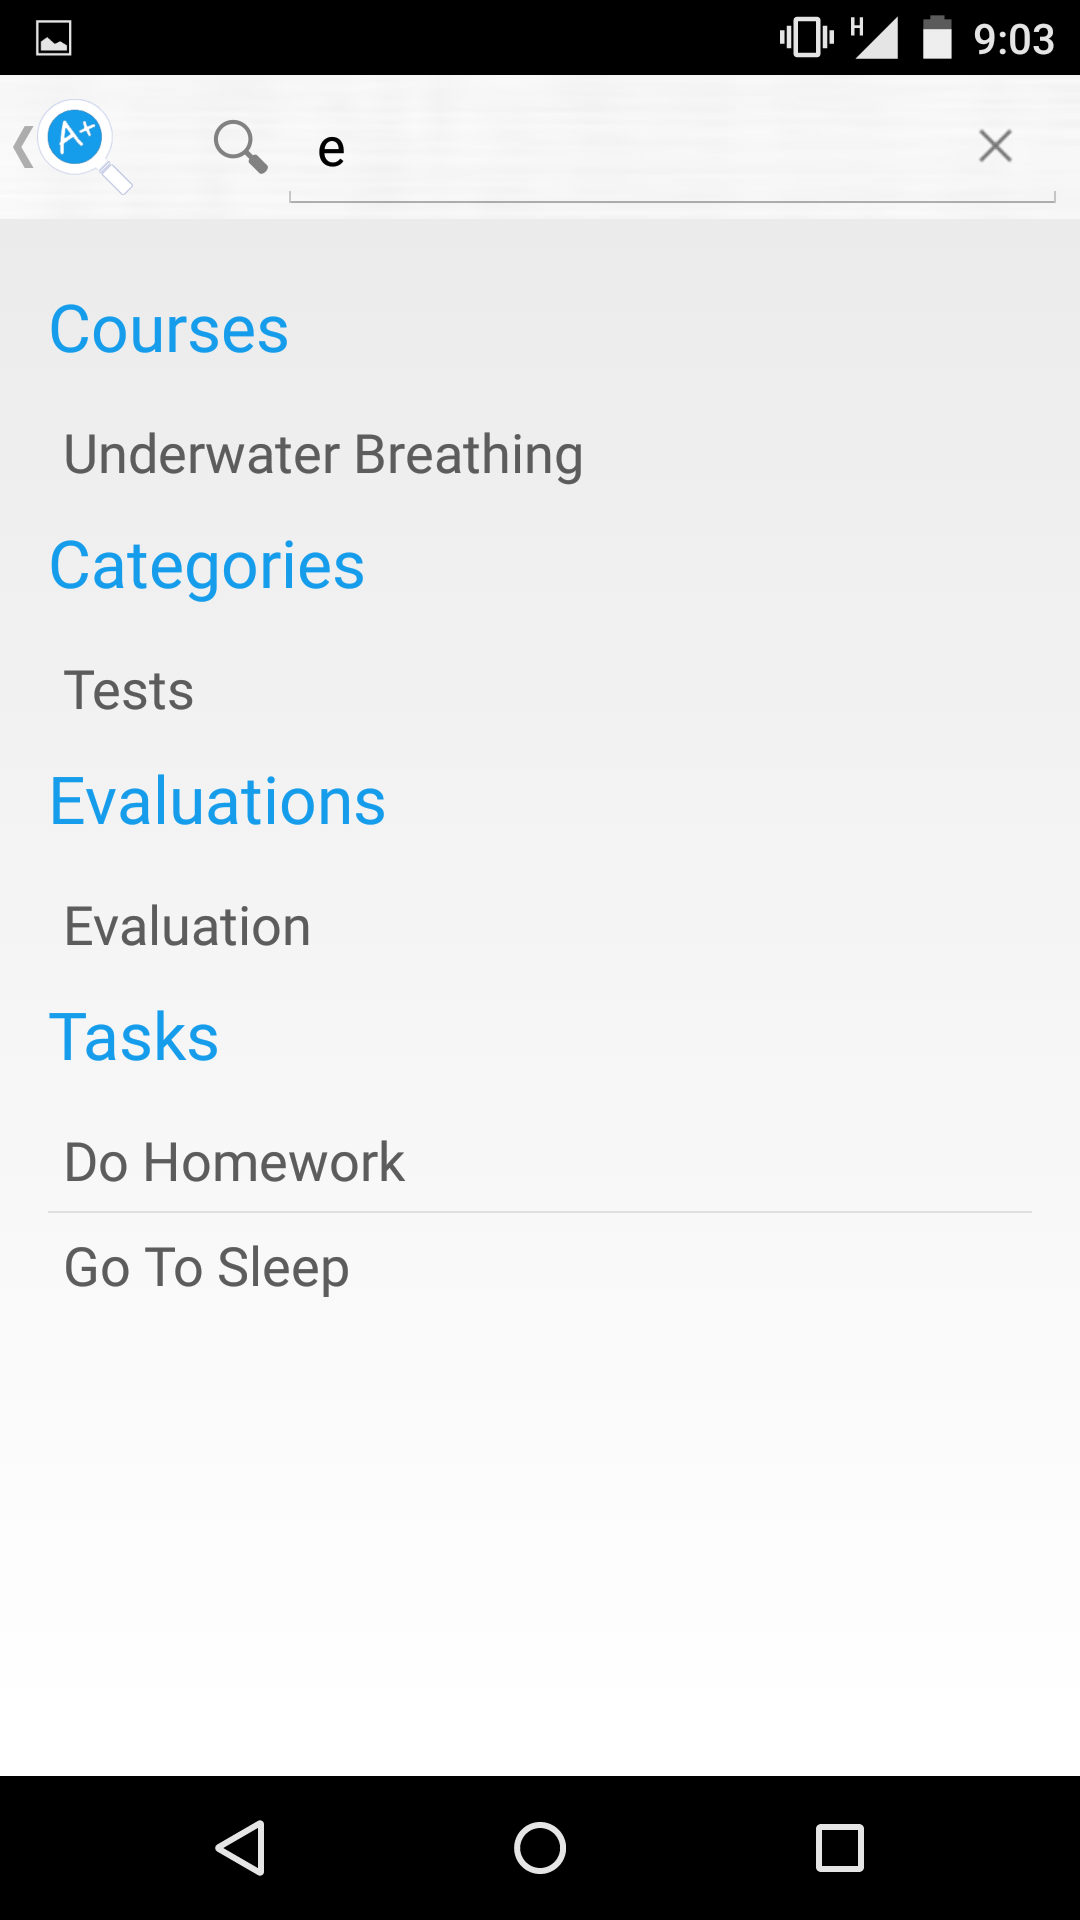 H 9:03
A+ e
Courses
Underwater Breathing
Categories
Tests
Evaluations
Evaluation
Tasks
Do Homework
Go To Sleep